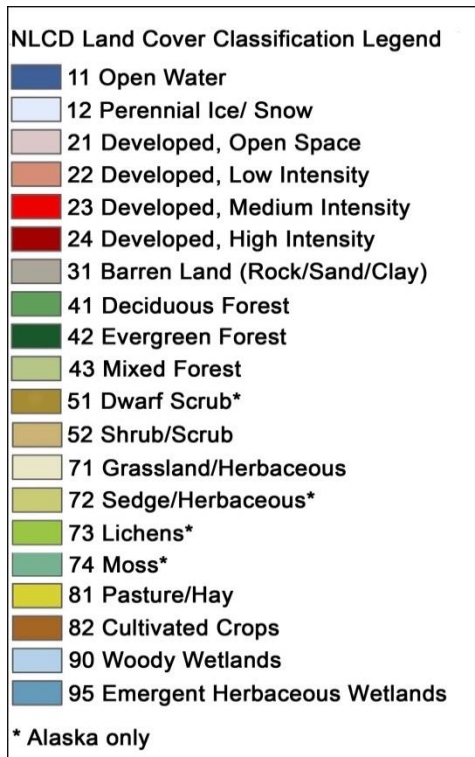 NLCD Land Cover Classification Legend
11 Open Water
12 Perennial Ice/ Snow
21 Developed, Open Space
22 Developed, Low Intensity
23 Developed, Medium Intensity
24 Developed, High Intensity
31 Barren Land (Rock/Sand/Clay)
41 Deciduous Forest
42 Evergreen Forest
43 Mixed Forest
51 Dwarf Scrub*
52 Shrub/Scrub
71 Grassland/Herbaceous
72 Sedge/Herbaceous*
73 Lichens*
74 Moss*
81 Pasture/Hay
82 Cultivated Crops
90 Woody Wetlands
95 Emergent Herbaceous Wetlands
* Alaska only